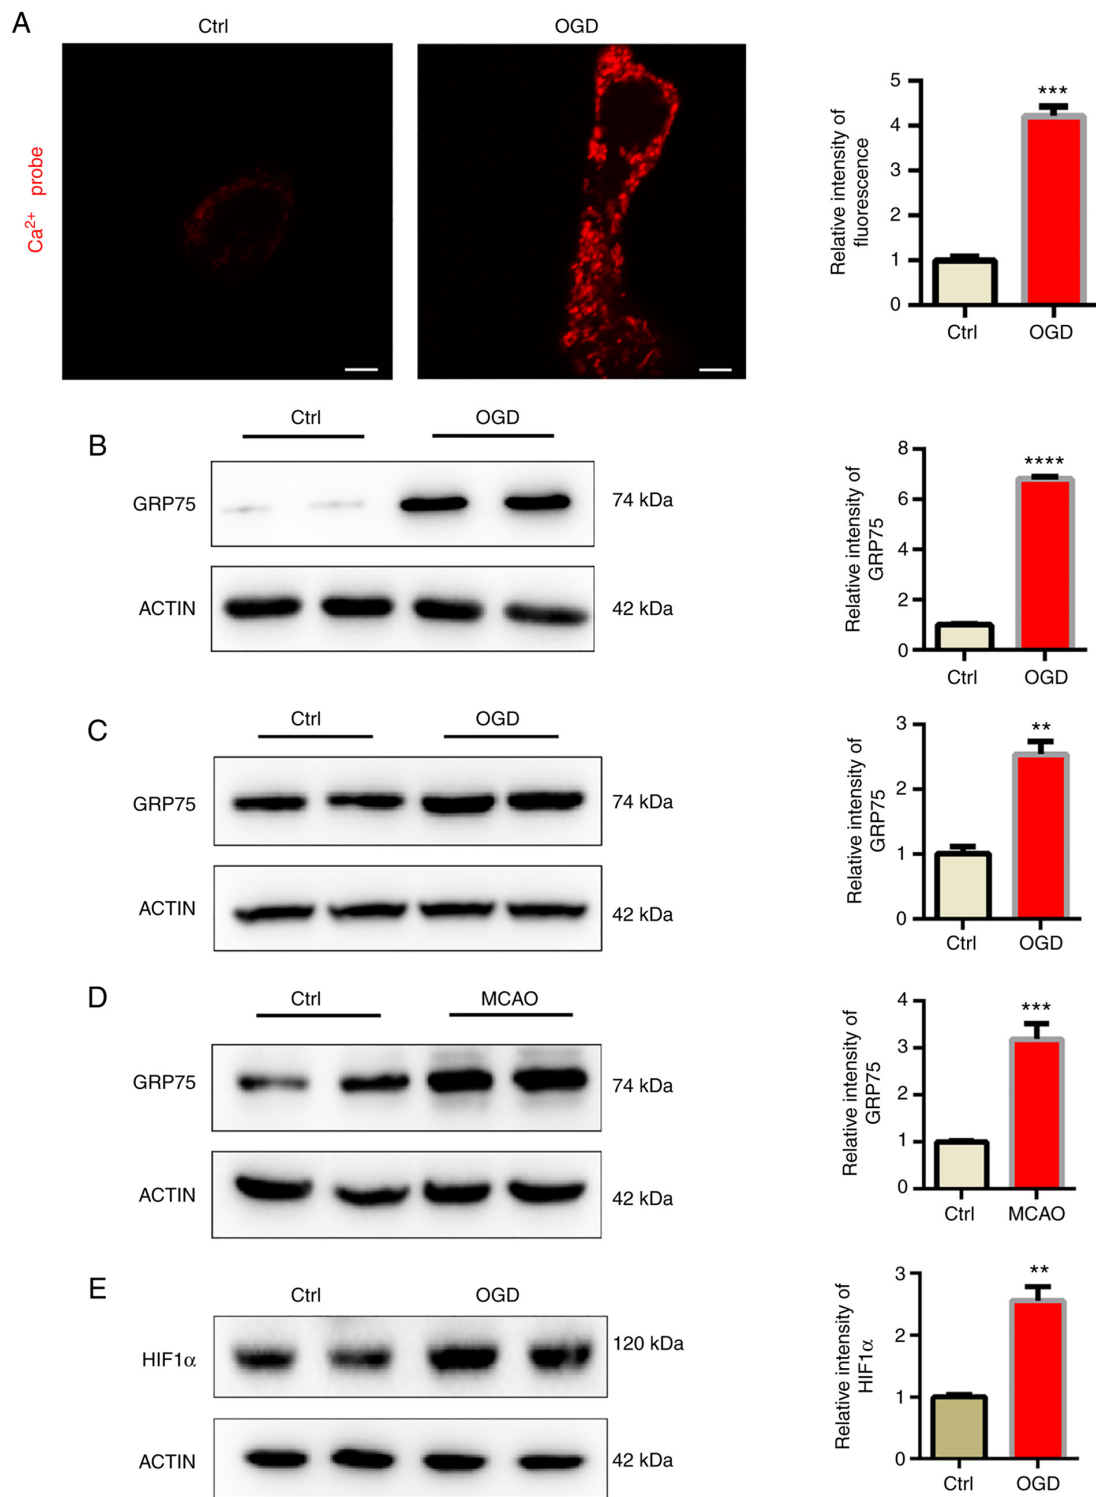 A
Ctrl
OGD
Ca2+ probe
Relative intensity of
fluorescence
5
4
3
2
1
0
***
Ctrl
OGD
B
Ctrl
OGD
GRP75
74 kDa
ACTIN
42 kDa
Relative intensity of
GRP75
8
6
4
2
0
****
Ctrl
OGD
C
Ctrl
OGD
GRP75
74 kDa
ACTIN
42 kDa
Relative intensity of
GRP75
3
2
1
0
**
Ctrl
OGD
D
Ctrl
MCAO
GRP75
74 kDa
ACTIN
42 kDa
Relative intensity of
GRP75
4
3
2
1
0
***
Ctrl
MCAO
E
Ctrl
OGD
HIF1α
120 kDa
ACTIN
42 kDa
Relative intensity of
HIF1α
3
2
1
0
**
Ctrl
OGD